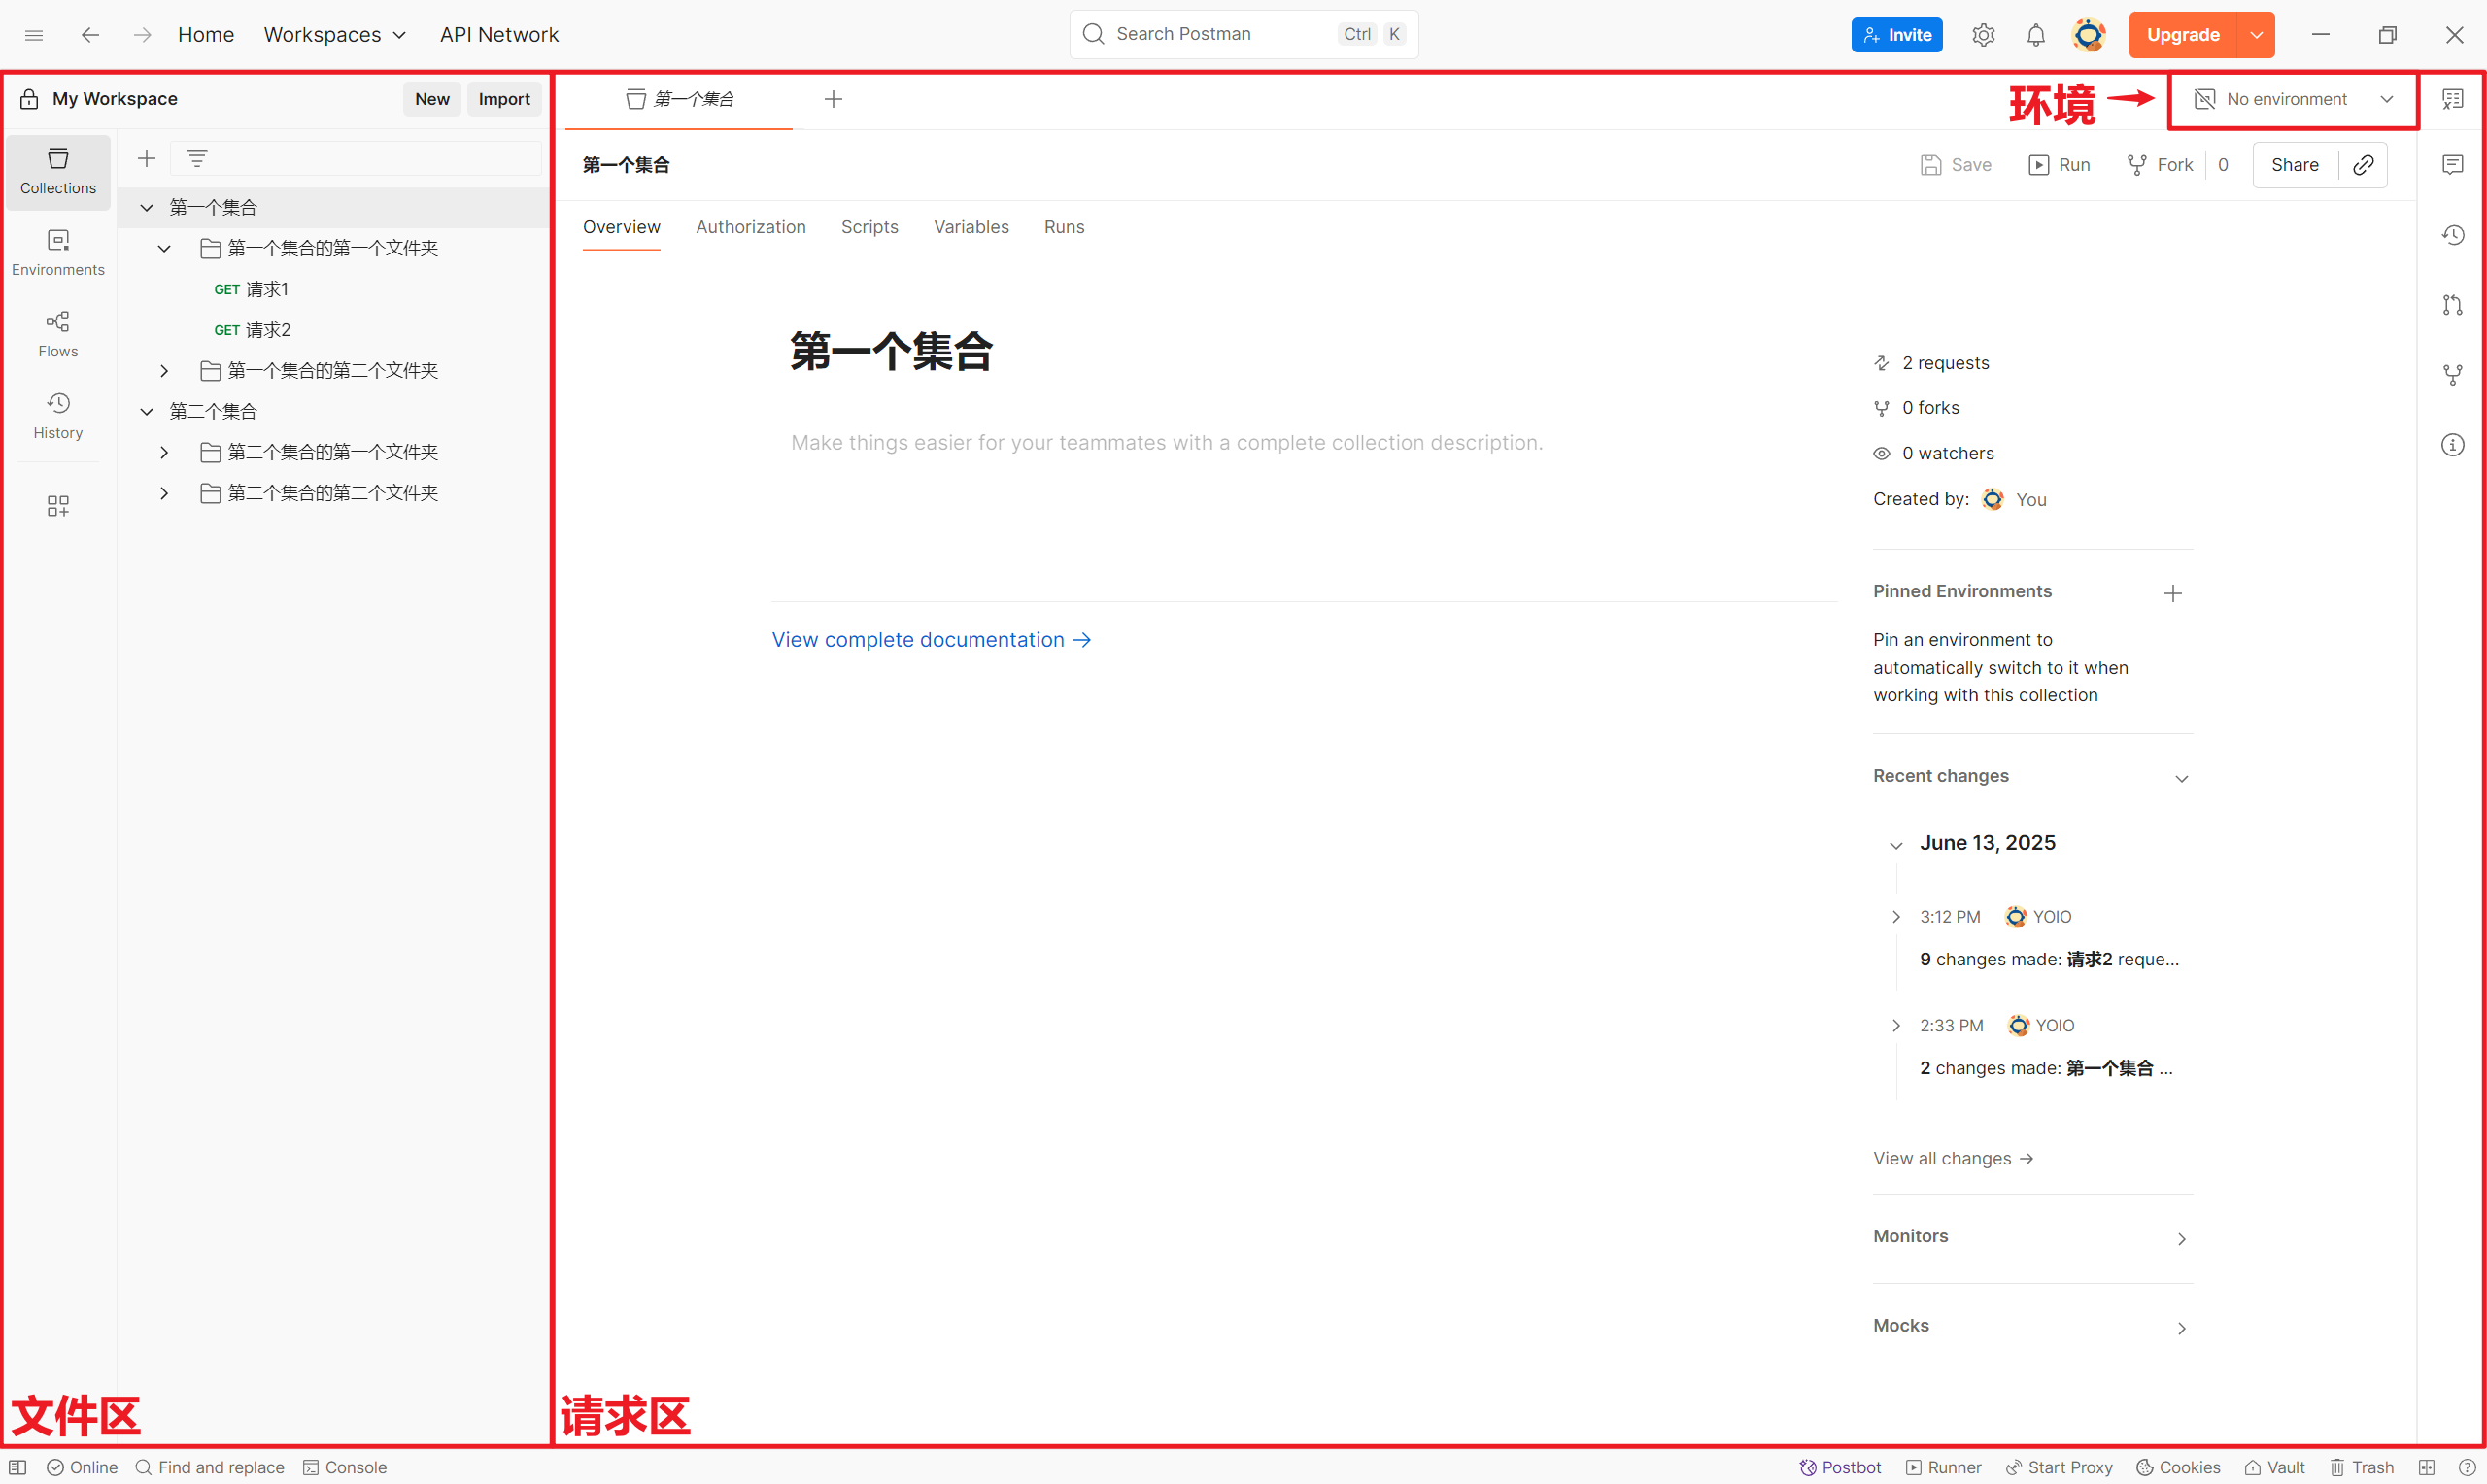 Home Workspaces API Network Search Postman Ctrl K Invite Upgrade
My Workspace New Import
第一个集合 环境 No environment
Collections
Environments
Flows
History
第一个集合
第一个集合的第一个文件夹
GET 请求1
GET 请求2
第一个集合的第二个文件夹
第二个集合
第二个集合的第一个文件夹
第二个集合的第二个文件夹
文件区
第一个集合 Save Run Fork 0 Share
Overview Authorization Scripts Variables Runs
第一个集合
Make things easier for your teammates with a complete collection description.
View complete documentation →
2 requests
0 forks
0 watchers
Created by: You
Pinned Environments
Pin an environment to
automatically switch to it when
working with this collection
Recent changes
June 13, 2025
3:12 PM YOIO
9 changes made: 请求2 reque...
2:33 PM YOIO
2 changes made: 第一个集合 ...
View all changes →
Monitors
Mocks
请求区
Online Find and replace Console Postbot Runner Start Proxy Cookies Vault Trash